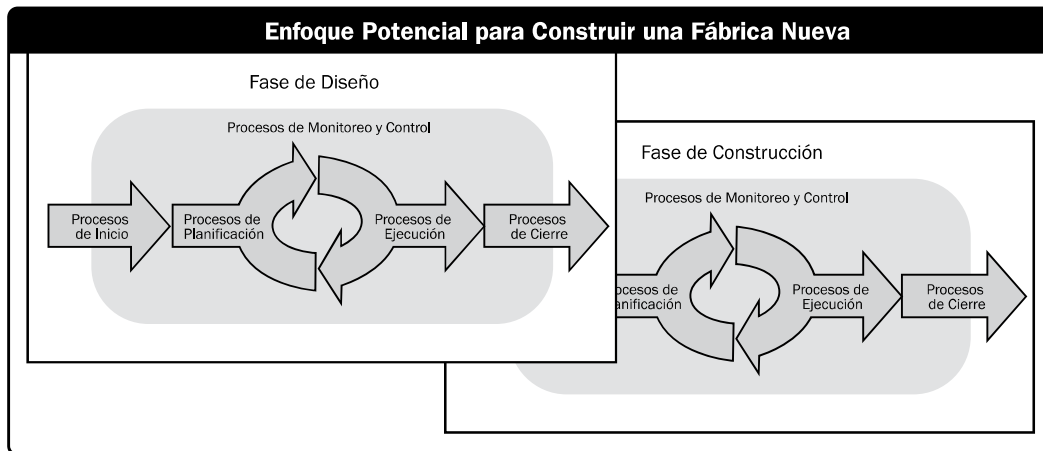 Enfoque Potencial para Construir una Fábrica Nueva
Fase de Diseño
Procesos de Monitoreo y Control
Procesos
de Inicio
Procesos de
Planificación
Procesos de
Ejecución
Procesos
de Cierre
Fase de Construcción
Procesos de Monitoreo y Control
ocesos de
anificación
Procesos de
Ejecución
Procesos
de Cierre